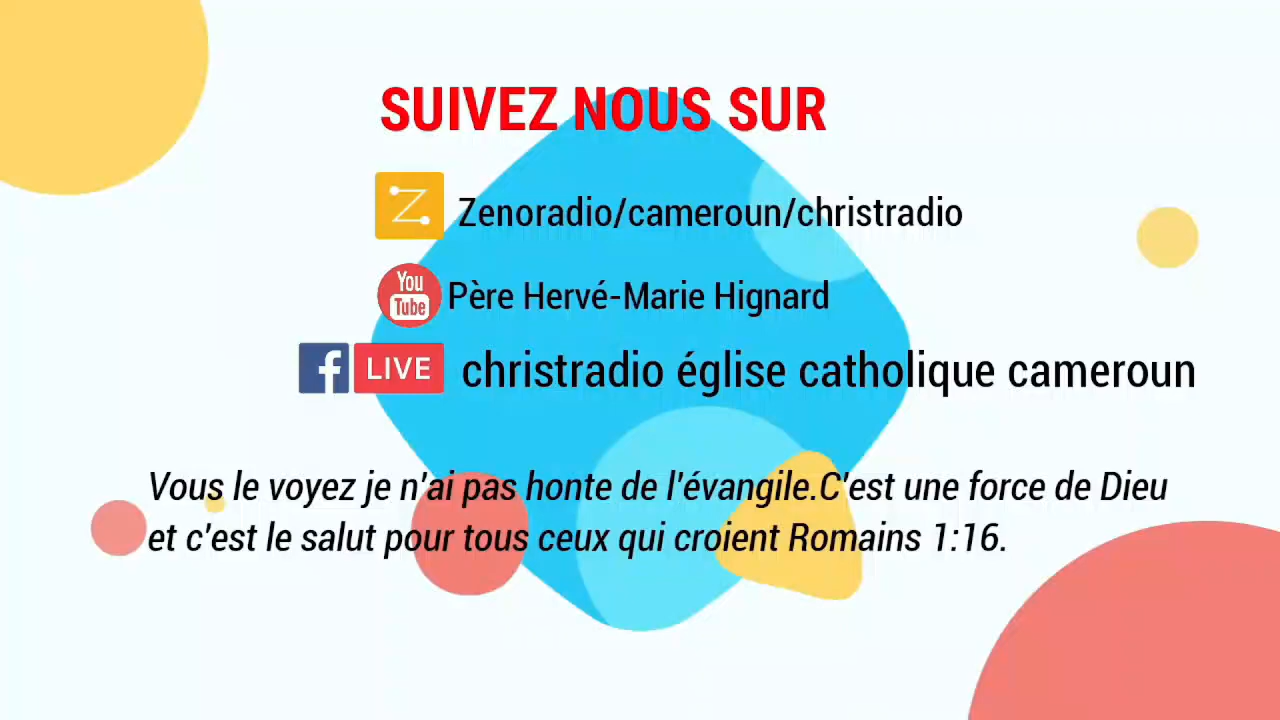 SUIVEZ NOUS SUR
Zenoradio/cameroun/christradio
You
Tube
Père Hervé-Marie Hignard
LIVE christradio église catholique cameroun
Vous le voyez je n'ai pas honte de l'évangile.C'est une force de Dieu
et c'est le salut pour tous ceux qui croient Romains 1:16.